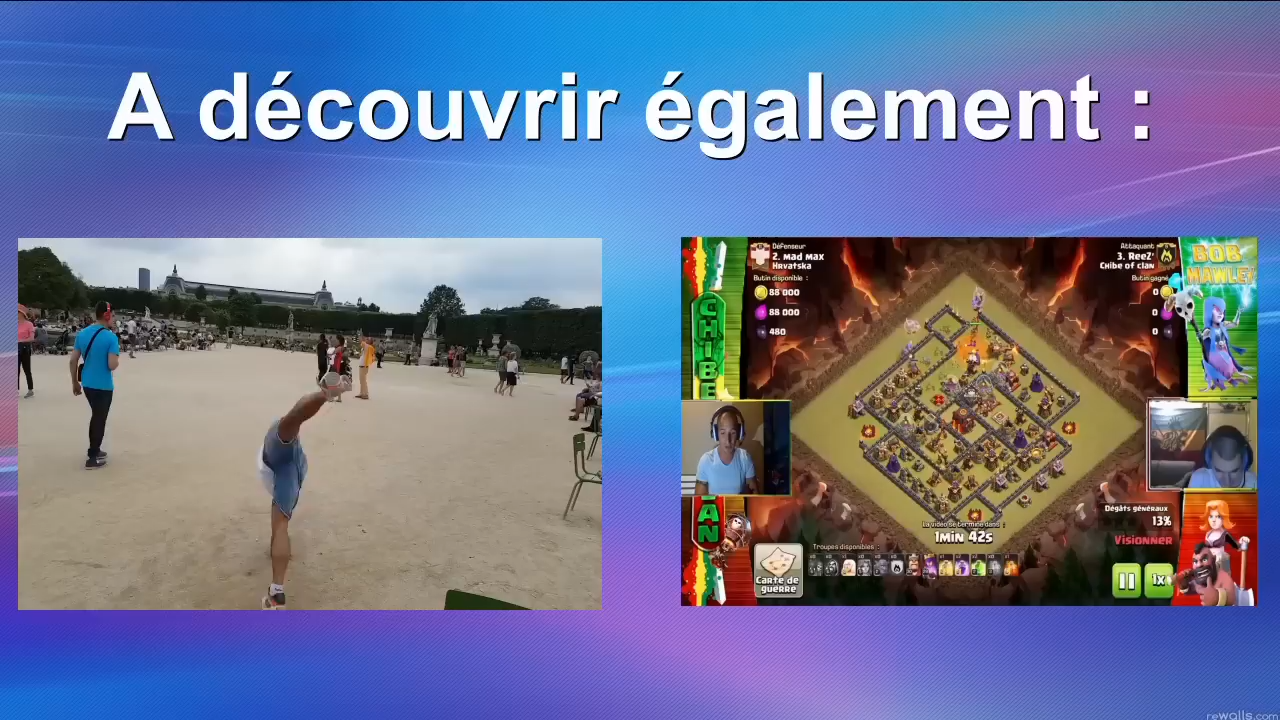 A découvrir également :
Défenseur
2. Mad Max
Hrvatska
Butin disponible :
88 000
88 000
480
Attaquant
3. ReeZ'
Chibe of clan
Butin gagné
0
0
0
BOB
CHIBE
AN
La vidéo se termine dans :
1Min 42s
Dégâts généraux
13%
Visionner
Troupes disponibles :
Carte de
guerre
1x
rewalls.com